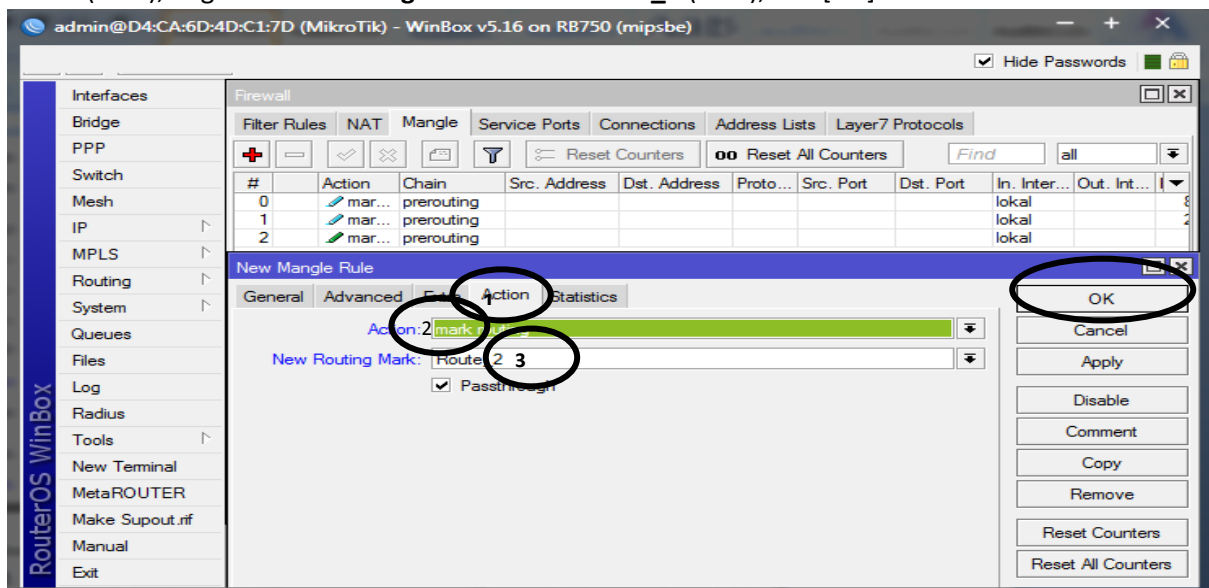 admin@D4:CA:6D:4D:C1:7D (MikroTik) - WinBox v5.16 on RB750 (mipsbe)
Hide Passwords
Interfaces
Bridge
PPP
Switch
Mesh
IP
MPLS
Routing
System
Queues
Files
Log
Radius
Tools
New Terminal
MetaROUTER
Make Supout.rif
Manual
Exit
RouterOS WinBox
Firewall
Filter Rules NAT Mangle Service Ports Connections Address Lists Layer7 Protocols
Reset Counters 00 Reset All Counters Find all
# Action Chain Src. Address Dst. Address Proto... Src. Port Dst. Port In. Inter... Out. Int...
0 mar... prerouting lokal 8
1 mar... prerouting lokal 2
2 mar... prerouting lokal
New Mangle Rule
General Advanced Extra Action Statistics
1
Action: 2 mark routing
New Routing Mark: Route_2 3
Passthrough
OK
Cancel
Apply
Disable
Comment
Copy
Remove
Reset Counters
Reset All Counters